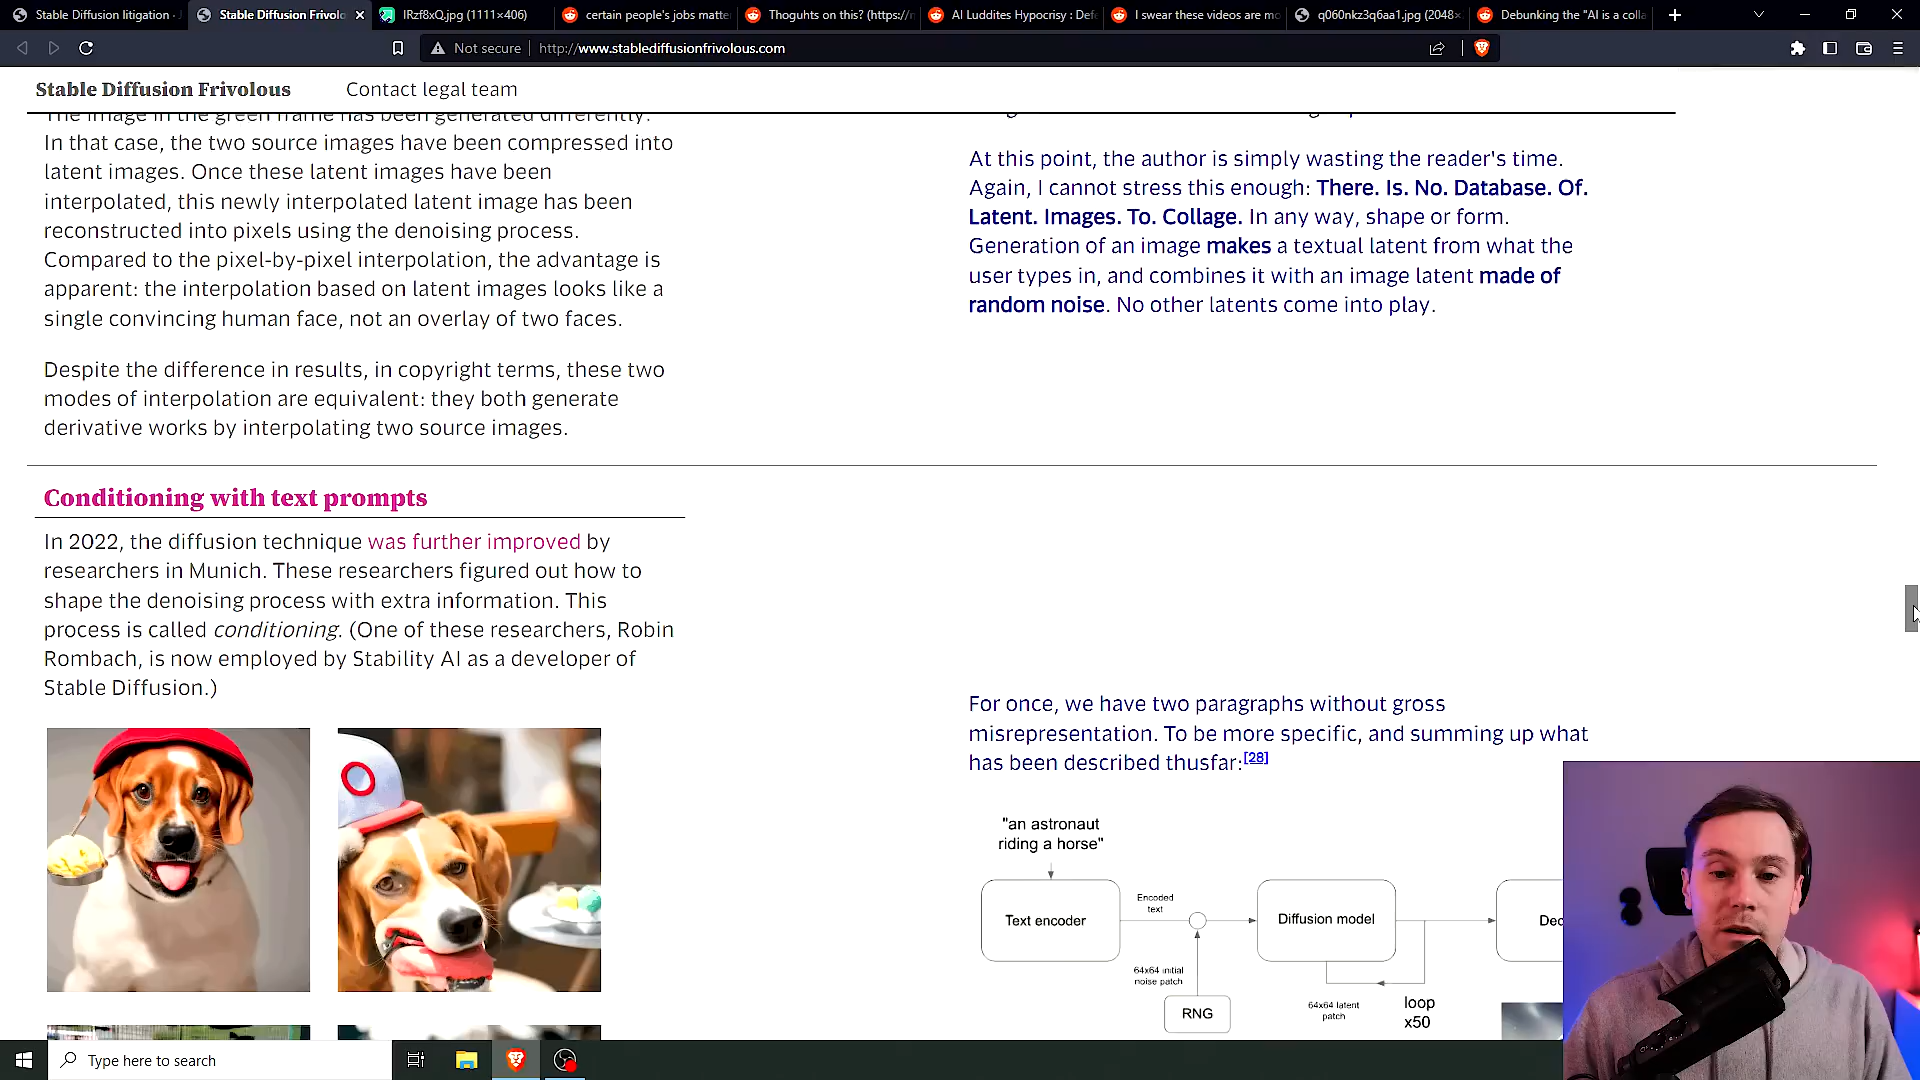 Stable Diffusion litigation ·
Stable Diffusion Frivolo
IRzf8xQ.jpg (1111×406)
certain people's jobs matte
Thoguhts on this? (https://
AI Luddites Hypocrisy : Def
I swear these videos are mo
q060nkz3q6aa1.jpg (2048×
Debunking the "AI is a colla
Not secure
http://www.stablediffusionfrivolous.com
Stable Diffusion Frivolous
Contact legal team
The image in the green frame has been generated differently.
In that case, the two source images have been compressed into
latent images. Once these latent images have been
interpolated, this newly interpolated latent image has been
reconstructed into pixels using the denoising process.
Compared to the pixel-by-pixel interpolation, the advantage is
apparent: the interpolation based on latent images looks like a
single convincing human face, not an overlay of two faces.
Despite the difference in results, in copyright terms, these two
modes of interpolation are equivalent: they both generate
derivative works by interpolating two source images.
At this point, the author is simply wasting the reader's time.
Again, I cannot stress this enough: There. Is. No. Database. Of.
Latent. Images. To. Collage. In any way, shape or form.
Generation of an image makes a textual latent from what the
user types in, and combines it with an image latent made of
random noise. No other latents come into play.
Conditioning with text prompts
In 2022, the diffusion technique was further improved by
researchers in Munich. These researchers figured out how to
shape the denoising process with extra information. This
process is called conditioning. (One of these researchers, Robin
Rombach, is now employed by Stability AI as a developer of
Stable Diffusion.)
For once, we have two paragraphs without gross
misrepresentation. To be more specific, and summing up what
has been described thusfar:[28]
"an astronaut
riding a horse"
Text encoder
Encoded
text
Diffusion model
Dec
64x64 initial
noise patch
RNG
64x64 latent
patch
loop
x50
Type here to search